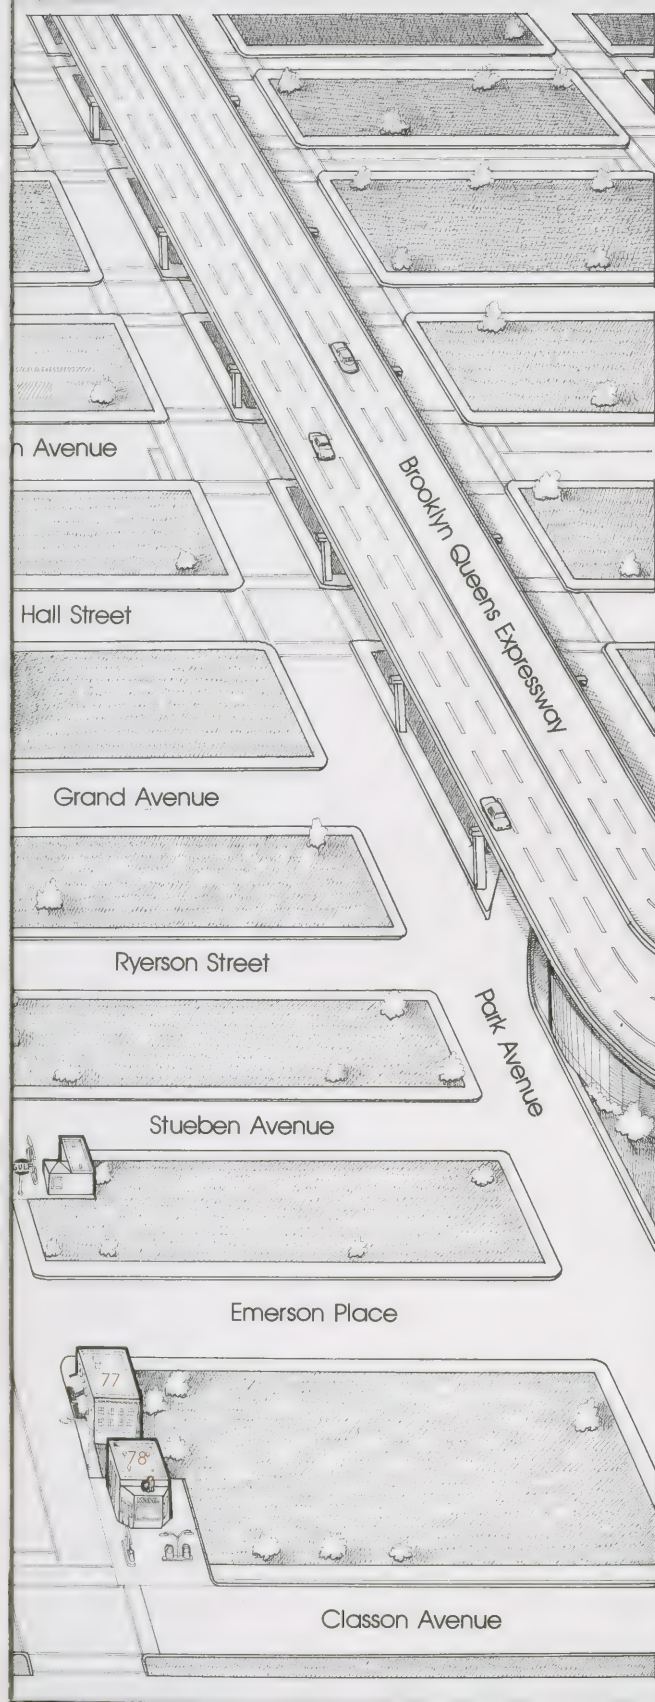 n Avenue
Brooklyn Queens Expressway
Hall Street
Grand Avenue
Ryerson Street
Park Avenue
Stueben Avenue
GULF
Emerson Place
77
78
Classon Avenue